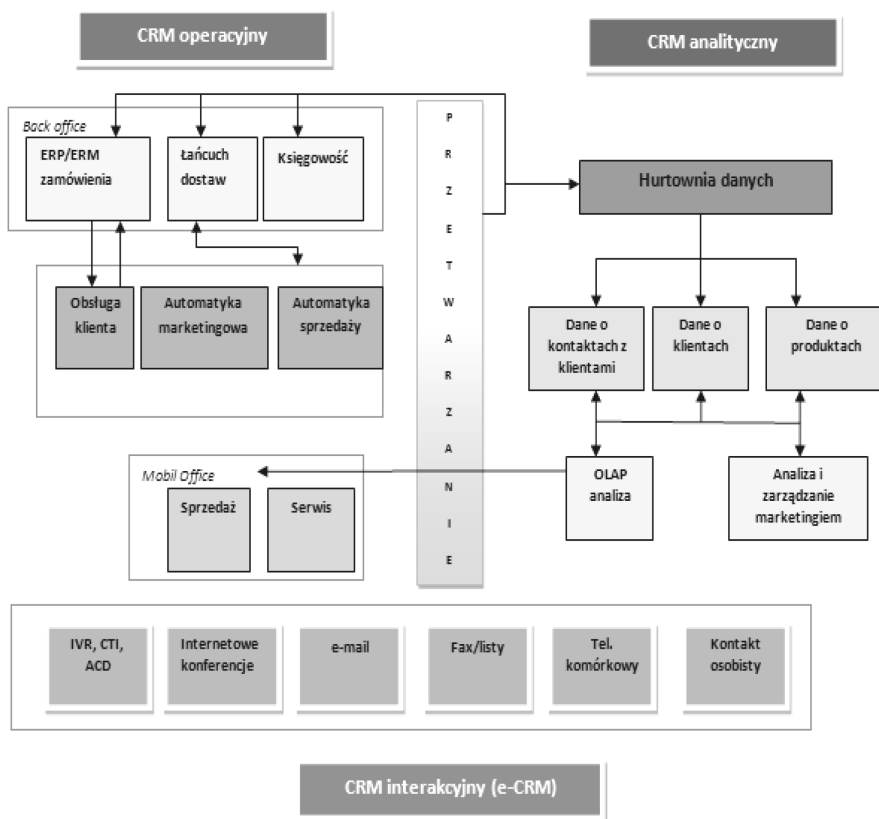 CRM operacyjny
CRM analityczny
Back office
ERP/ERM
zamówienia
Łańcuch
dostaw
Księgowość
Obsługa
klienta
Automatyka
marketingowa
Automatyka
sprzedaży
Mobil Office
Sprzedaż
Serwis
P
R
Z
E
T
W
A
R
Z
A
N
I
E
Hurtownia danych
Dane o
kontaktach z
klientami
Dane o
klientach
Dane o
produktach
OLAP
analiza
Analiza i
zarządzanie
marketingiem
IVR, CTI,
ACD
Internetowe
konferencje
e-mail
Fax/listy
Tel.
komórkowy
Kontakt
osobisty
CRM interakcyjny (e-CRM)